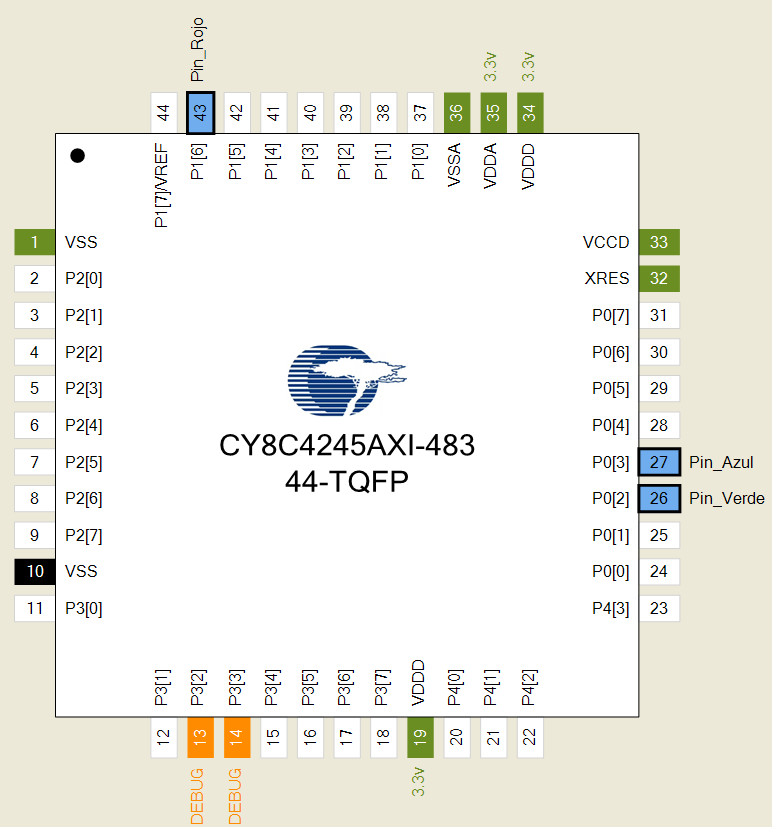 Pin_Rojo
3.3v
3.3v
44
43
42
41
40
39
38
37
36
35
34
P1[7]/VREF
P1[6]
P1[5]
P1[4]
P1[3]
P1[2]
P1[1]
P1[0]
VSSA
VDDA
VDDD
1 VSS
2 P2[0]
3 P2[1]
4 P2[2]
5 P2[3]
6 P2[4]
7 P2[5]
8 P2[6]
9 P2[7]
10 VSS
11 P3[0]
CY8C4245AXI-483
44-TQFP
VCCD 33
XRES 32
P0[7] 31
P0[6] 30
P0[5] 29
P0[4] 28
P0[3] 27 Pin_Azul
P0[2] 26 Pin_Verde
P0[1] 25
P0[0] 24
P4[3] 23
P3[1]
P3[2]
P3[3]
P3[4]
P3[5]
P3[6]
P3[7]
VDDD
P4[0]
P4[1]
P4[2]
12
13
14
15
16
17
18
19
20
21
22
DEBUG
DEBUG
3.3v